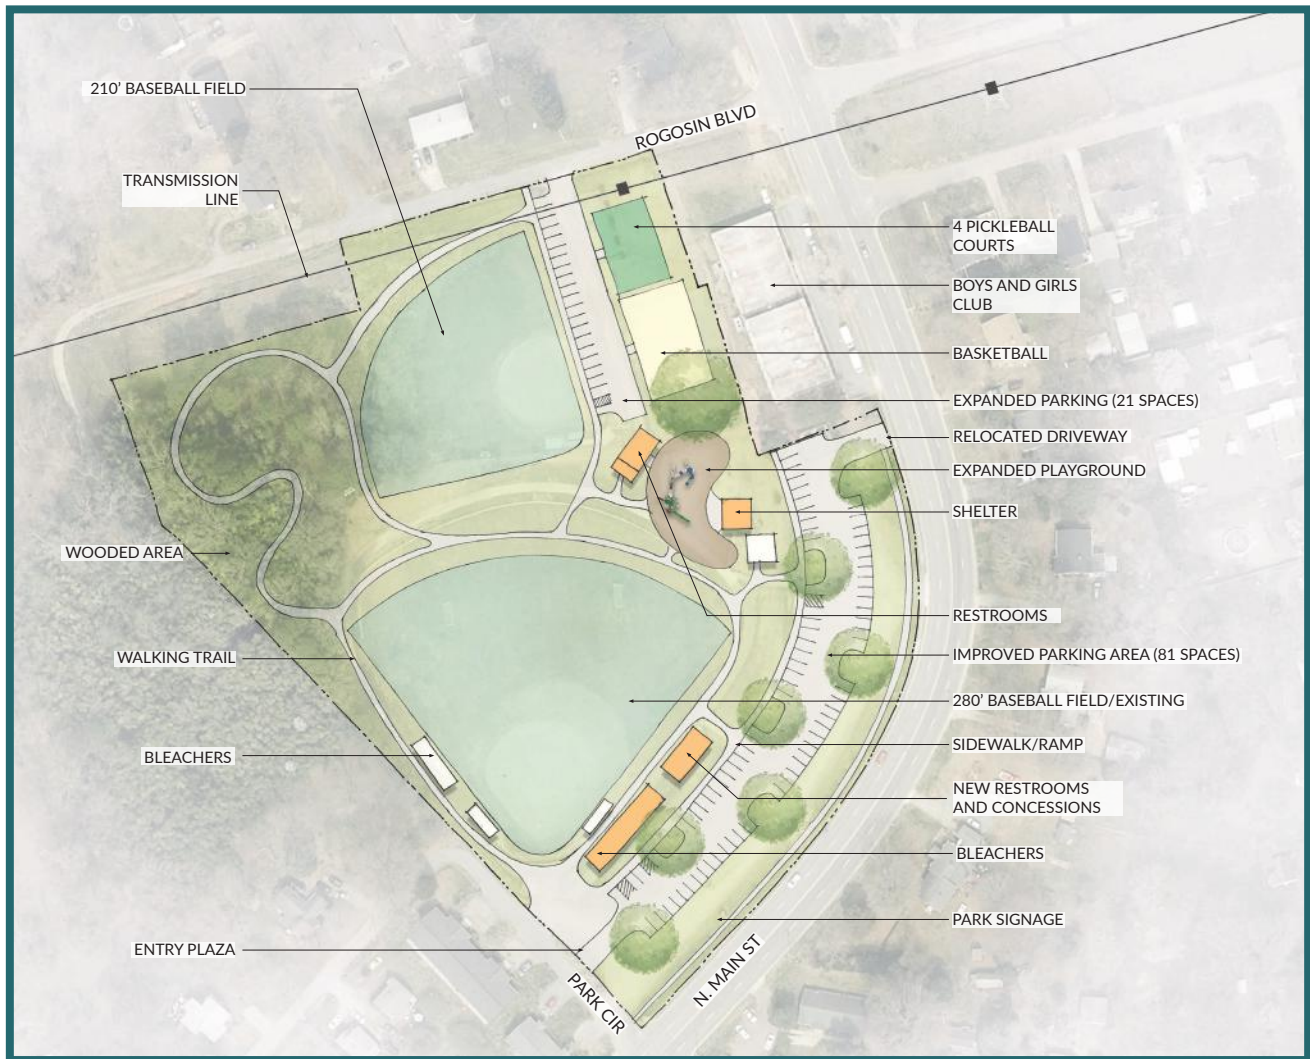 210' BASEBALL FIELD
TRANSMISSION
LINE
WOODED AREA
WALKING TRAIL
BLEACHERS
ENTRY PLAZA
ROGOSIN BLVD
4 PICKLEBALL
COURTS
BOYS AND GIRLS
CLUB
BASKETBALL
EXPANDED PARKING (21 SPACES)
RELOCATED DRIVEWAY
EXPANDED PLAYGROUND
SHELTER
RESTROOMS
IMPROVED PARKING AREA (81 SPACES)
280' BASEBALL FIELD/EXISTING
SIDEWALK/RAMP
NEW RESTROOMS
AND CONCESSIONS
BLEACHERS
PARK SIGNAGE
N. MAIN ST
PARK CIR